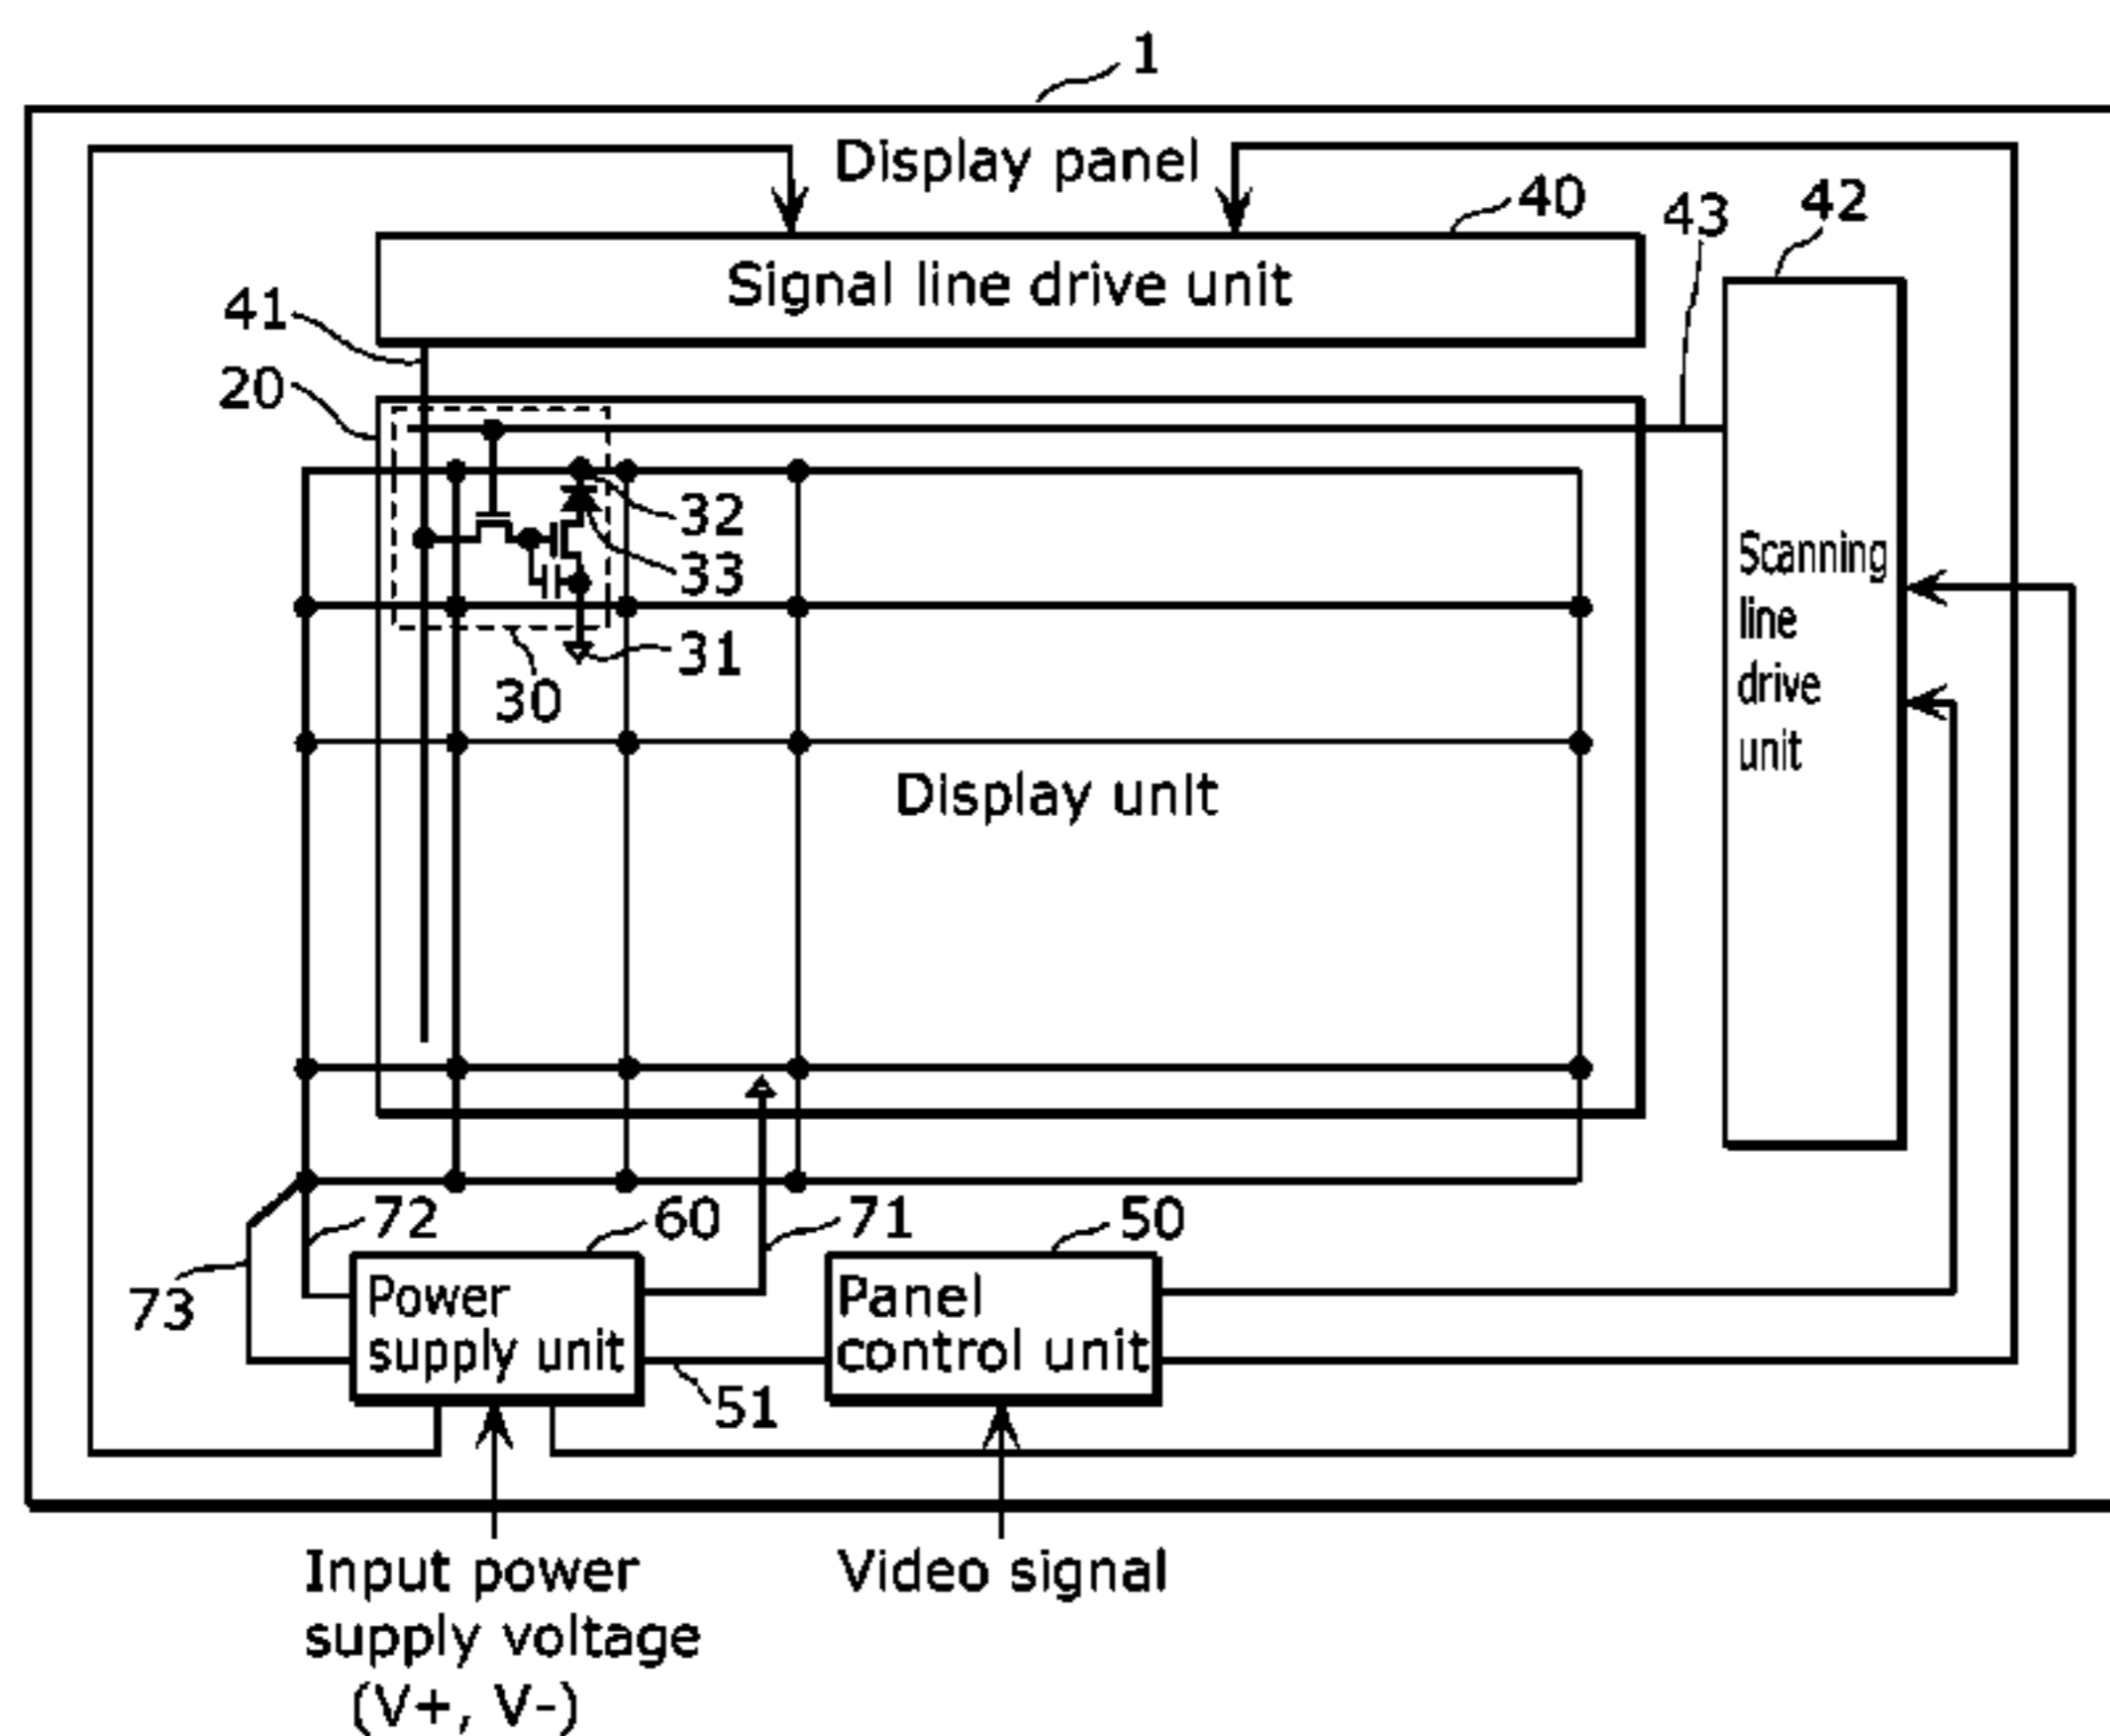 1
Display panel
40
43
42
Signal line drive unit
41
20
32
33
31
30
Scanning
line
drive
unit
Display unit
72
60
71
50
73
Power
supply unit
Panel
control unit
51
Input power
supply voltage
(V+, V-)
Video signal